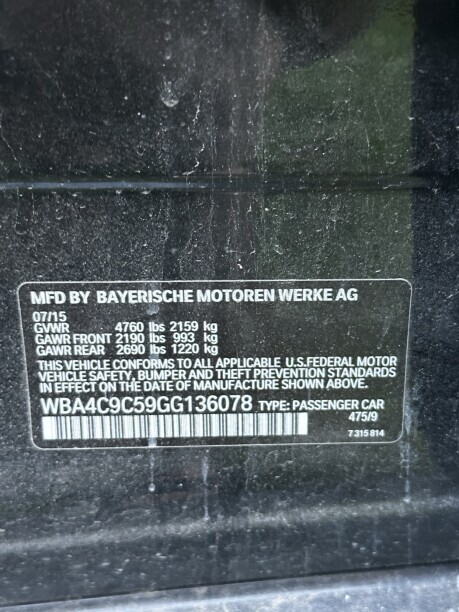 MFD BY BAYERISCHE MOTOREN WERKE AG
07/15
GVWR 4760 lbs 2159 kg
GAWR FRONT 2190 lbs 993 kg
GAWR REAR 2690 lbs 1220 kg
THIS VEHICLE CONFORMS TO ALL APPLICABLE U.S.FEDERAL MOTOR
VEHICLE SAFETY, BUMPER AND THEFT PREVENTION STANDARDS
IN EFFECT ON THE DATE OF MANUFACTURE SHOWN ABOVE.
WBA4C9C59GG136078 TYPE: PASSENGER CAR
475/9
7 315 814